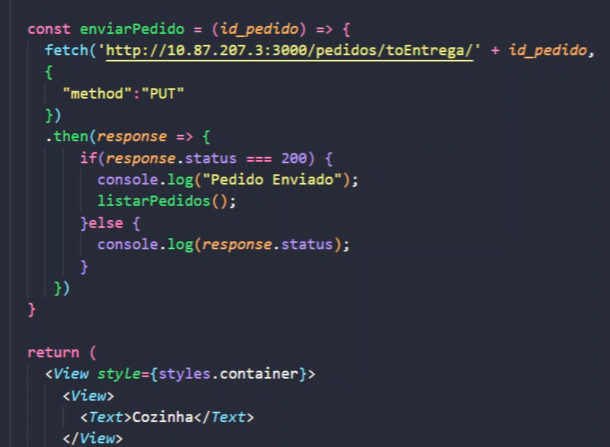 const enviarPedido = (id_pedido) => {
fetch('http://10.87.207.3:3000/pedidos/toEntrega/' + id_pedido,
{
"method":"PUT"
})
.then(response => {
if(response.status === 200) {
console.log("Pedido Enviado");
listarPedidos();
}else {
console.log(response.status);
}
})
}
return (
<View style={styles.container}>
<View>
<Text>Cozinha</Text>
</View>